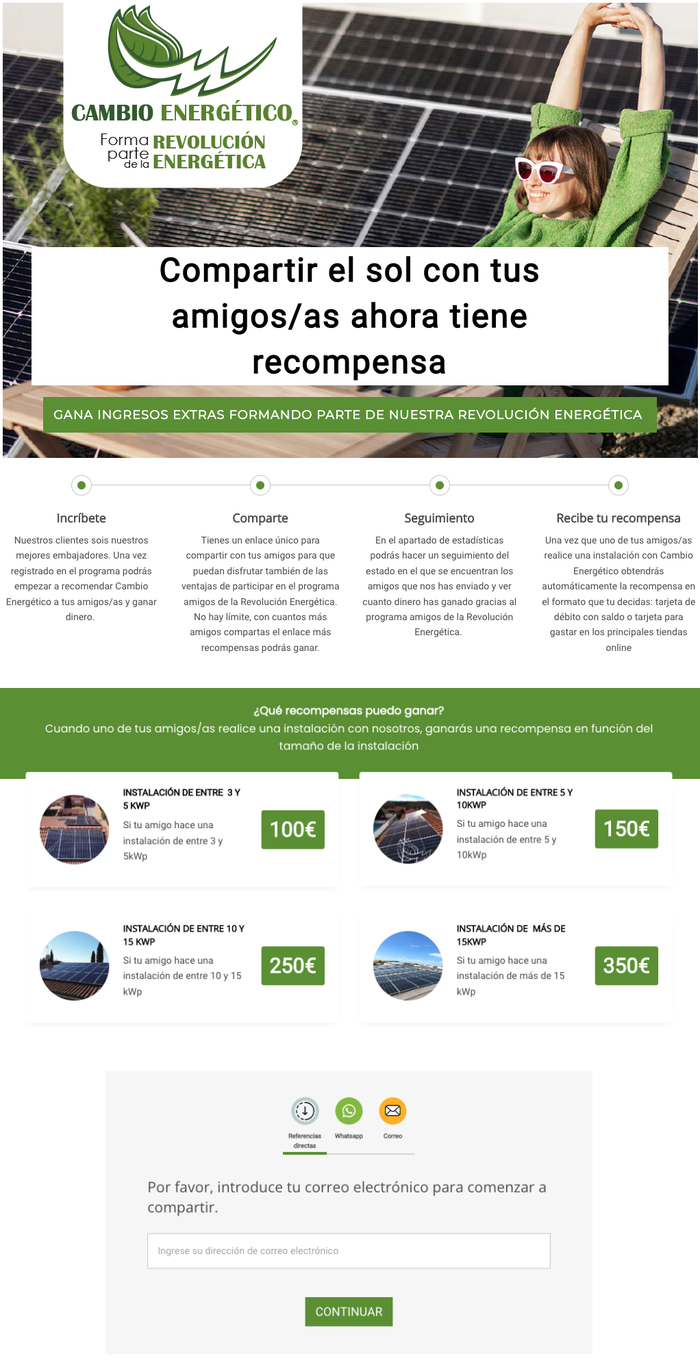 CAMBIO ENERGÉTICO®
Forma parte de la REVOLUCIÓN ENERGÉTICA
Compartir el sol con tus
amigos/as ahora tiene
recompensa
GANA INGRESOS EXTRAS FORMANDO PARTE DE NUESTRA REVOLUCIÓN ENERGÉTICA
Incríbete
Nuestros clientes sois nuestros
mejores embajadores. Una vez
registrado en el programa podrás
empezar a recomendar Cambio
Energético a tus amigos/as y ganar
dinero.
Comparte
Tienes un enlace único para
compartir con tus amigos para que
puedan disfrutar también de las
ventajas de participar en el programa
amigos de la Revolución Energética.
No hay límite, con cuantos más
amigos compartas el enlace más
recompensas podrás ganar.
Seguimiento
En el apartado de estadísticas
podrás hacer un seguimiento del
estado en el que se encuentran los
amigos que nos has enviado y ver
cuanto dinero has ganado gracias al
programa amigos de la Revolución
Energética.
Recibe tu recompensa
Una vez que uno de tus amigos/as
realice una instalación con Cambio
Energético obtendrás
automáticamente la recompensa en
el formato que tu decidas: tarjeta de
débito con saldo o tarjeta para
gastar en los principales tiendas
online
¿Qué recompensas puedo ganar?
Cuando uno de tus amigos/as realice una instalación con nosotros, ganarás una recompensa en función del
tamaño de la instalación
INSTALACIÓN DE ENTRE 3 Y
5 KWP
Si tu amigo hace una
instalación de entre 3 y
5kWp
100€
INSTALACIÓN DE ENTRE 5 Y
10KWP
Si tu amigo hace una
instalación de entre 5 y
10kWp
150€
INSTALACIÓN DE ENTRE 10 Y
15 KWP
Si tu amigo hace una
instalación de entre 10 y 15
kWp
250€
INSTALACIÓN DE MÁS DE
15KWP
Si tu amigo hace una
instalación de más de 15
kWp
350€
Referencias
directas
Whatsapp
Correo
Por favor, introduce tu correo electrónico para comenzar a
compartir.
Ingrese su dirección de correo electrónico
CONTINUAR